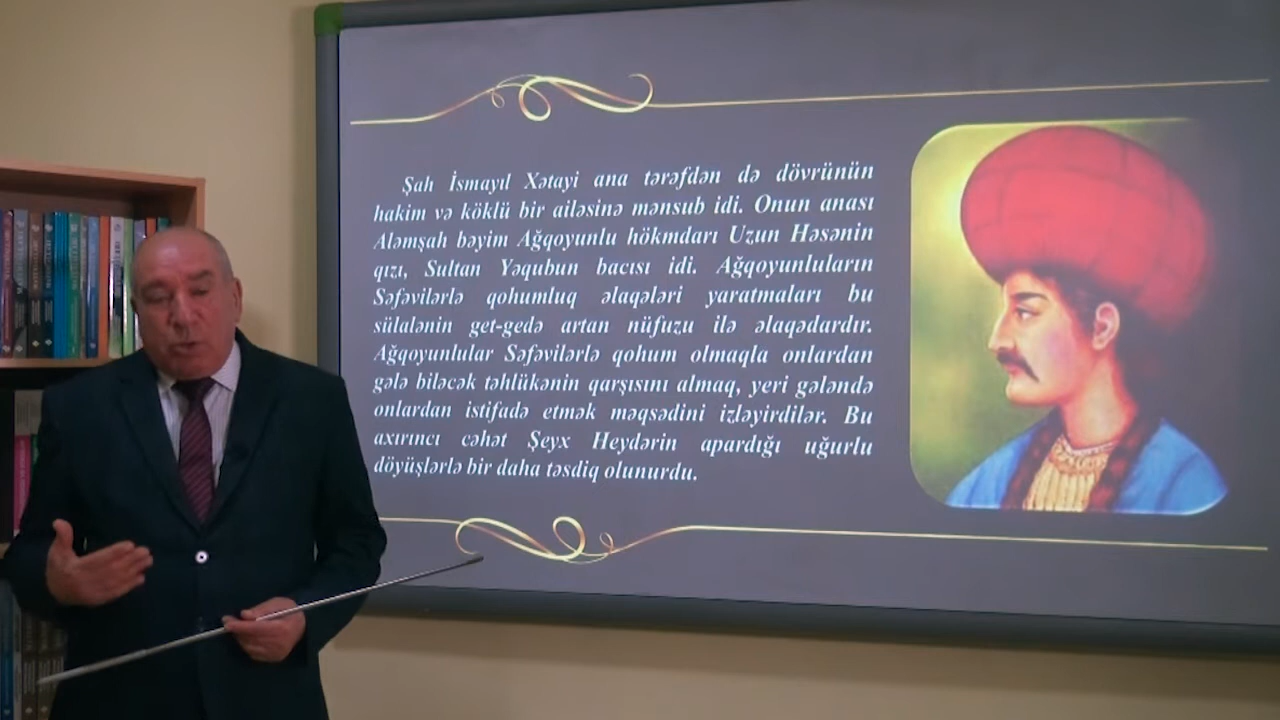 Şah İsmayıl Xətayi ana tərəfdən də dövrünün
hakim və köklü bir ailəsinə mənsub idi. Onun anası
Aləmşah bəyim Ağqoyunlu hökmdarı Uzun Həsənin
qızı, Sultan Yəqubun bacısı idi. Ağqoyunluların
Səfəvilərlə qohumluq əlaqələri yaratmaları bu
sülalənin get-gedə artan nüfuzu ilə əlaqədardır.
Ağqoyunlular Səfəvilərlə qohum olmaqla onlardan
gələ biləcək təhlükənin qarşısını almaq, yeri gələndə
onlardan istifadə etmək məqsədini izləyirdilər. Bu
axırıncı cəhət Şeyx Heydərin apardığı uğurlu
döyüşlərlə bir daha təsdiq olunurdu.